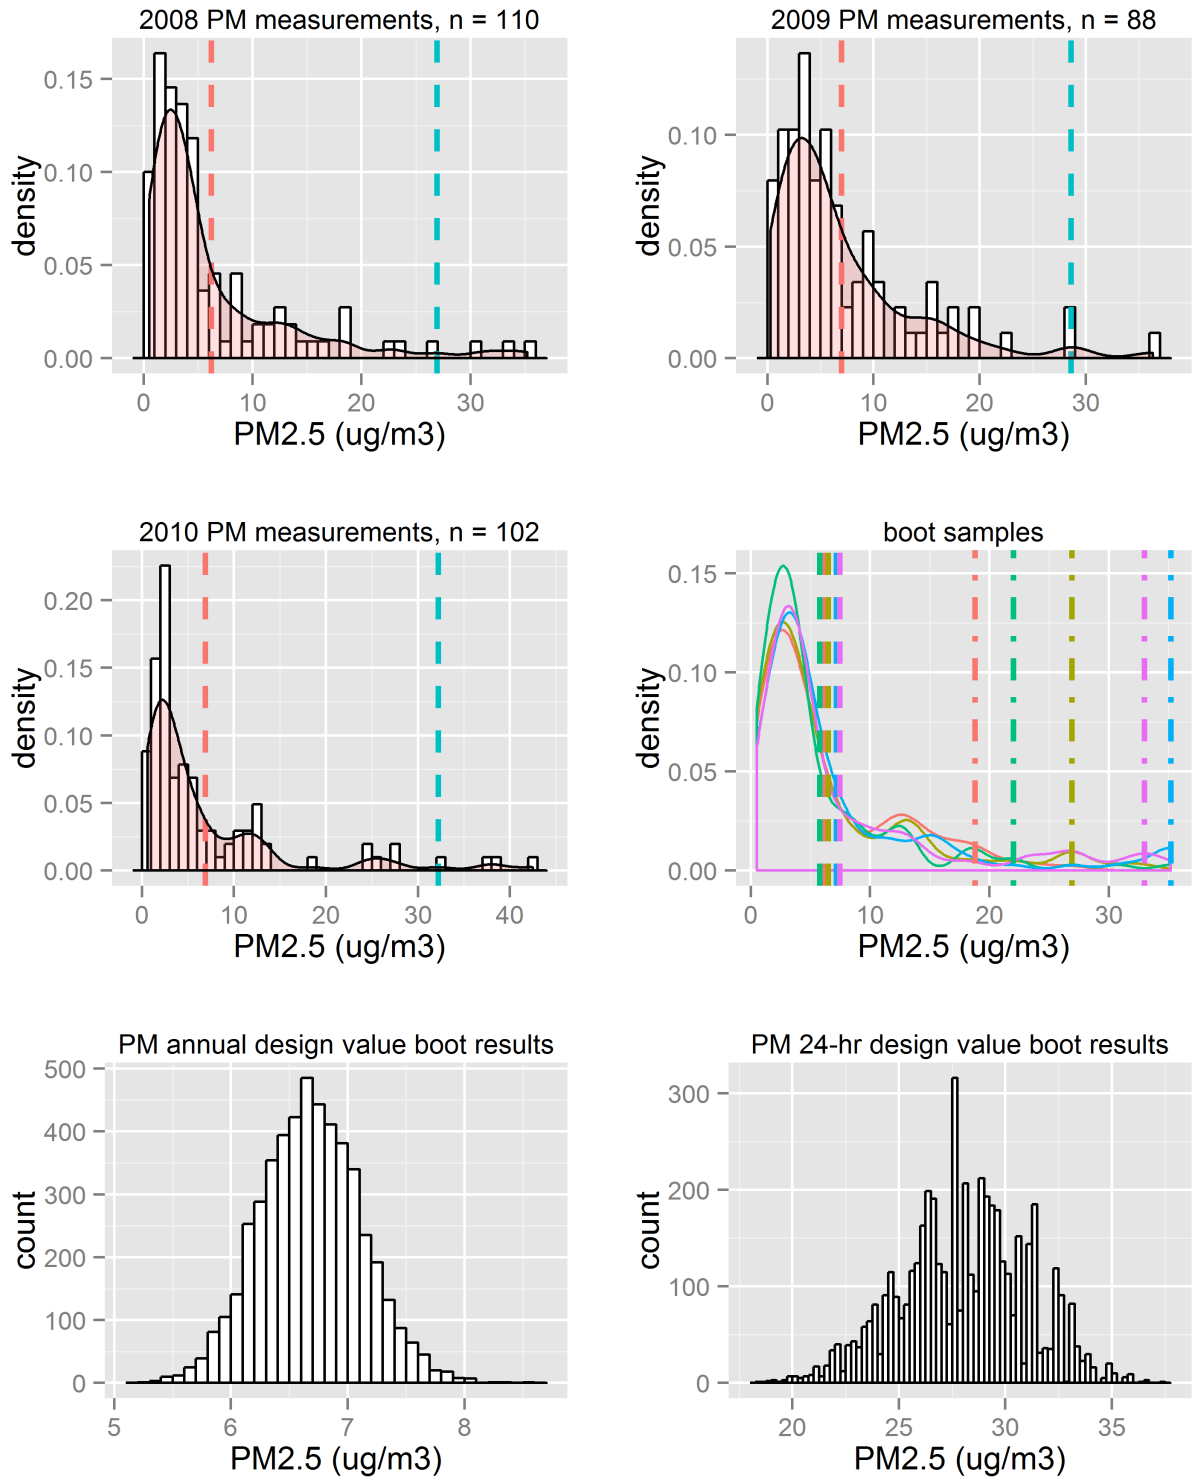 2008 PM measurements, n = 110
0.15
0.10
0.05
0.00
density
0 10 20 30
PM2.5 (ug/m3)
2009 PM measurements, n = 88
0.10
0.05
0.00
density
0 10 20 30
PM2.5 (ug/m3)
2010 PM measurements, n = 102
0.20
0.15
0.10
0.05
0.00
density
0 10 20 30 40
PM2.5 (ug/m3)
boot samples
0.15
0.10
0.05
0.00
density
0 10 20 30
PM2.5 (ug/m3)
PM annual design value boot results
500
400
300
200
100
0
count
5 6 7 8
PM2.5 (ug/m3)
PM 24-hr design value boot results
300
200
100
0
count
20 25 30 35
PM2.5 (ug/m3)